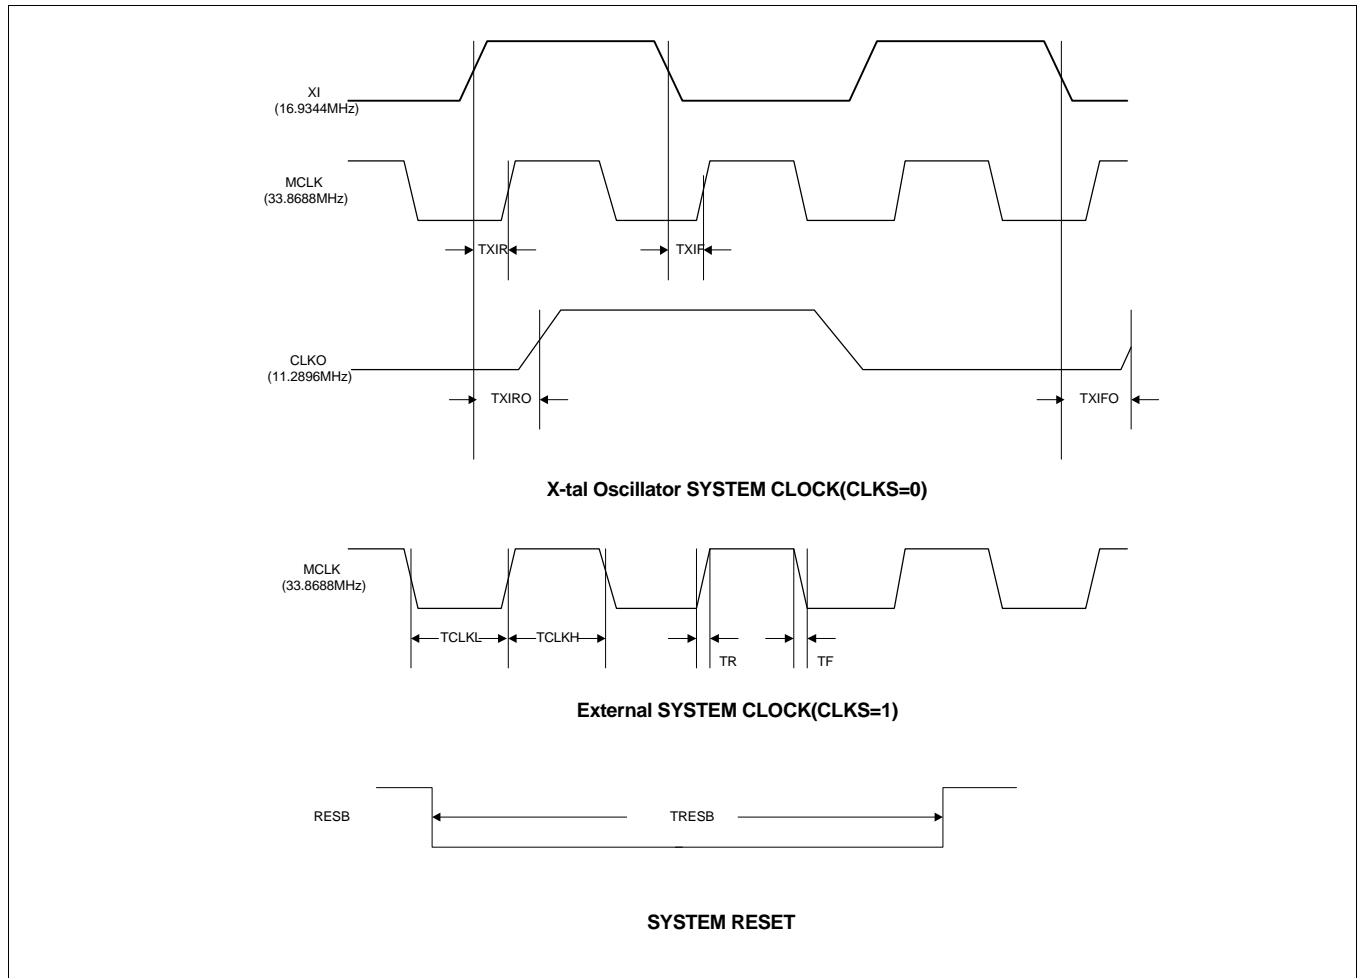 XI
(16.9344MHz)
MCLK
(33.8688MHz)
TXIR
TXIF
CLKO
(11.2896MHz)
TXIRO
TXIFO
X-tal Oscillator SYSTEM CLOCK(CLKS=0)
MCLK
(33.8688MHz)
TCLKL
TCLKH
TR
TF
External SYSTEM CLOCK(CLKS=1)
RESB
TRESB
SYSTEM RESET